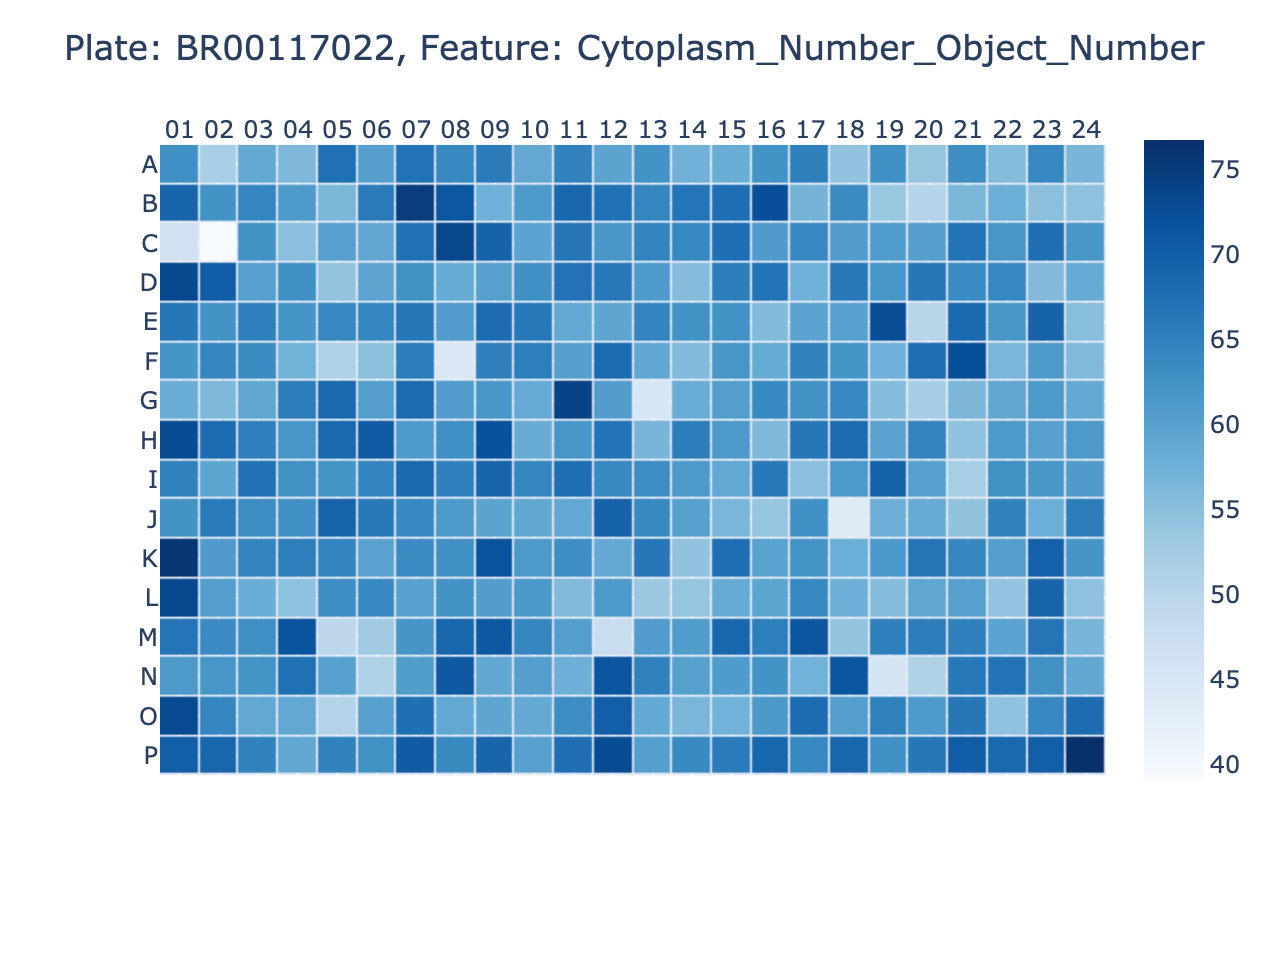 Plate: BR00117022, Feature: Cytoplasm_Number_Object_Number
01 02 03 04 05 06 07 08 09 10 11 12 13 14 15 16 17 18 19 20 21 22 23 24
A
B
C
D
E
F
G
H
I
J
K
L
M
N
O
P
75
70
65
60
55
50
45
40